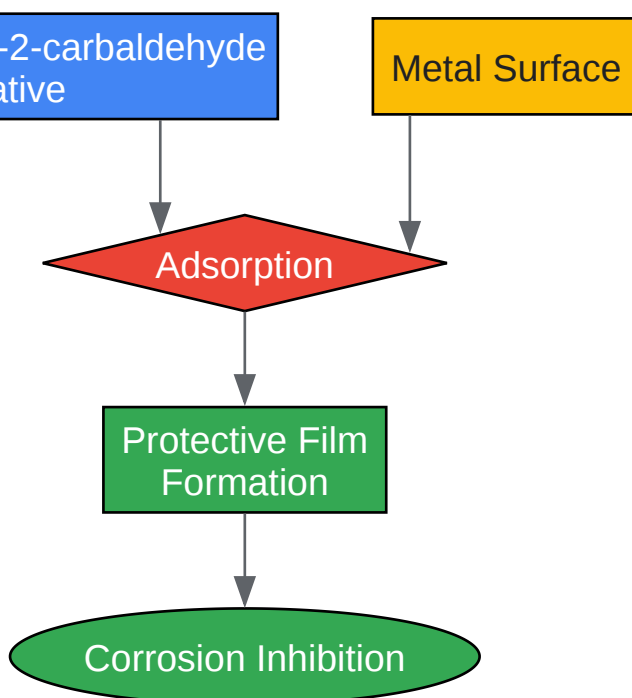 -2-carbaldehyde
ative
Metal Surface
Adsorption
Protective Film
Formation
Corrosion Inhibition